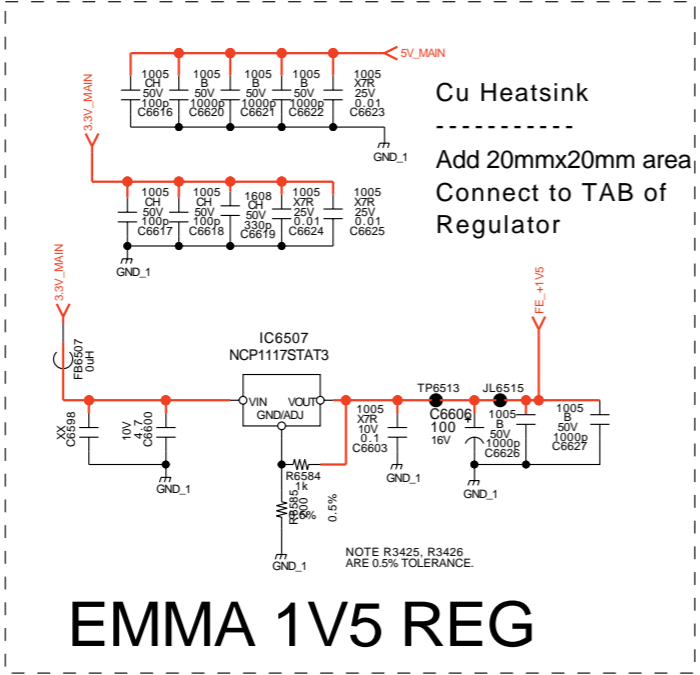 5V_MAIN
1005
CH
50V
100p
C6616
1005
B
50V
1000p
C6620
1005
B
50V
1000p
C6621
1005
B
50V
1000p
C6622
1005
X7R
25V
0.01
C6623
GND_1
3.3V_MAIN
1005
CH
50V
100p
C6617
1005
CH
50V
100p
C6618
1608
CH
50V
330p
C6619
1005
X7R
25V
0.01
C6624
1005
X7R
25V
0.01
C6625
GND_1
Cu Heatsink
-----------
Add 20mmx20mm area
Connect to TAB of
Regulator
3.3V_MAIN
FB6507
0uH
XX
C6598
10V
4.7
C6600
GND_1
IC6507
NCP1117STAT3
VIN
VOUT
GND/ADJ
R6584
1k
0.5%
R6585
GND_1
1005
X7R
10V
0.1
C6603
GND_1
TP6513
C6606
100
16V
JL6515
GND_1
1005
B
50V
1000p
C6626
1005
B
50V
1000p
C6627
FE_+1V5
NOTE R3425, R3426
ARE 0.5% TOLERANCE.
EMMA 1V5 REG